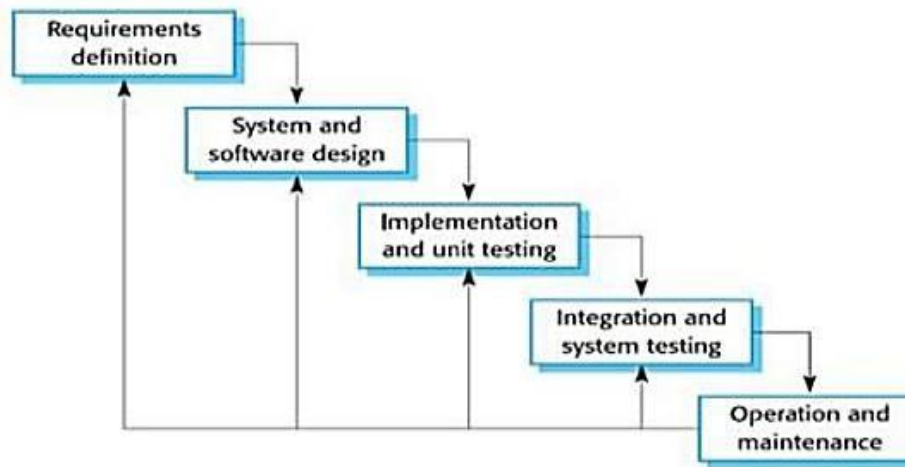 Requirements
definition
System and
software design
Implementation
and unit testing
Integration and
system testing
Operation and
maintenance